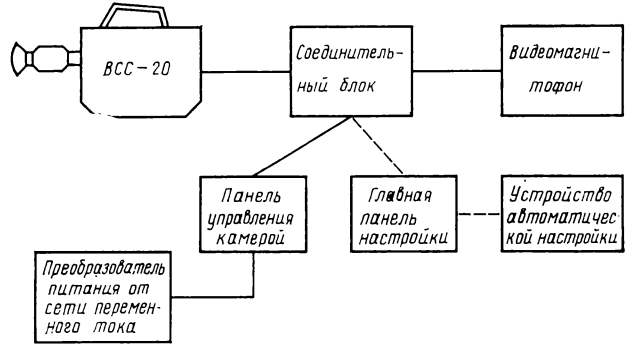 ВСС-20
Соединитель-
ный блок
Видеомагни-
тофон
Панель
управления
камерой
Главная
панель
настройки
Устройство
автоматичес-
кой настройки
Преобразователь
питания от
сети перемен-
ного тока